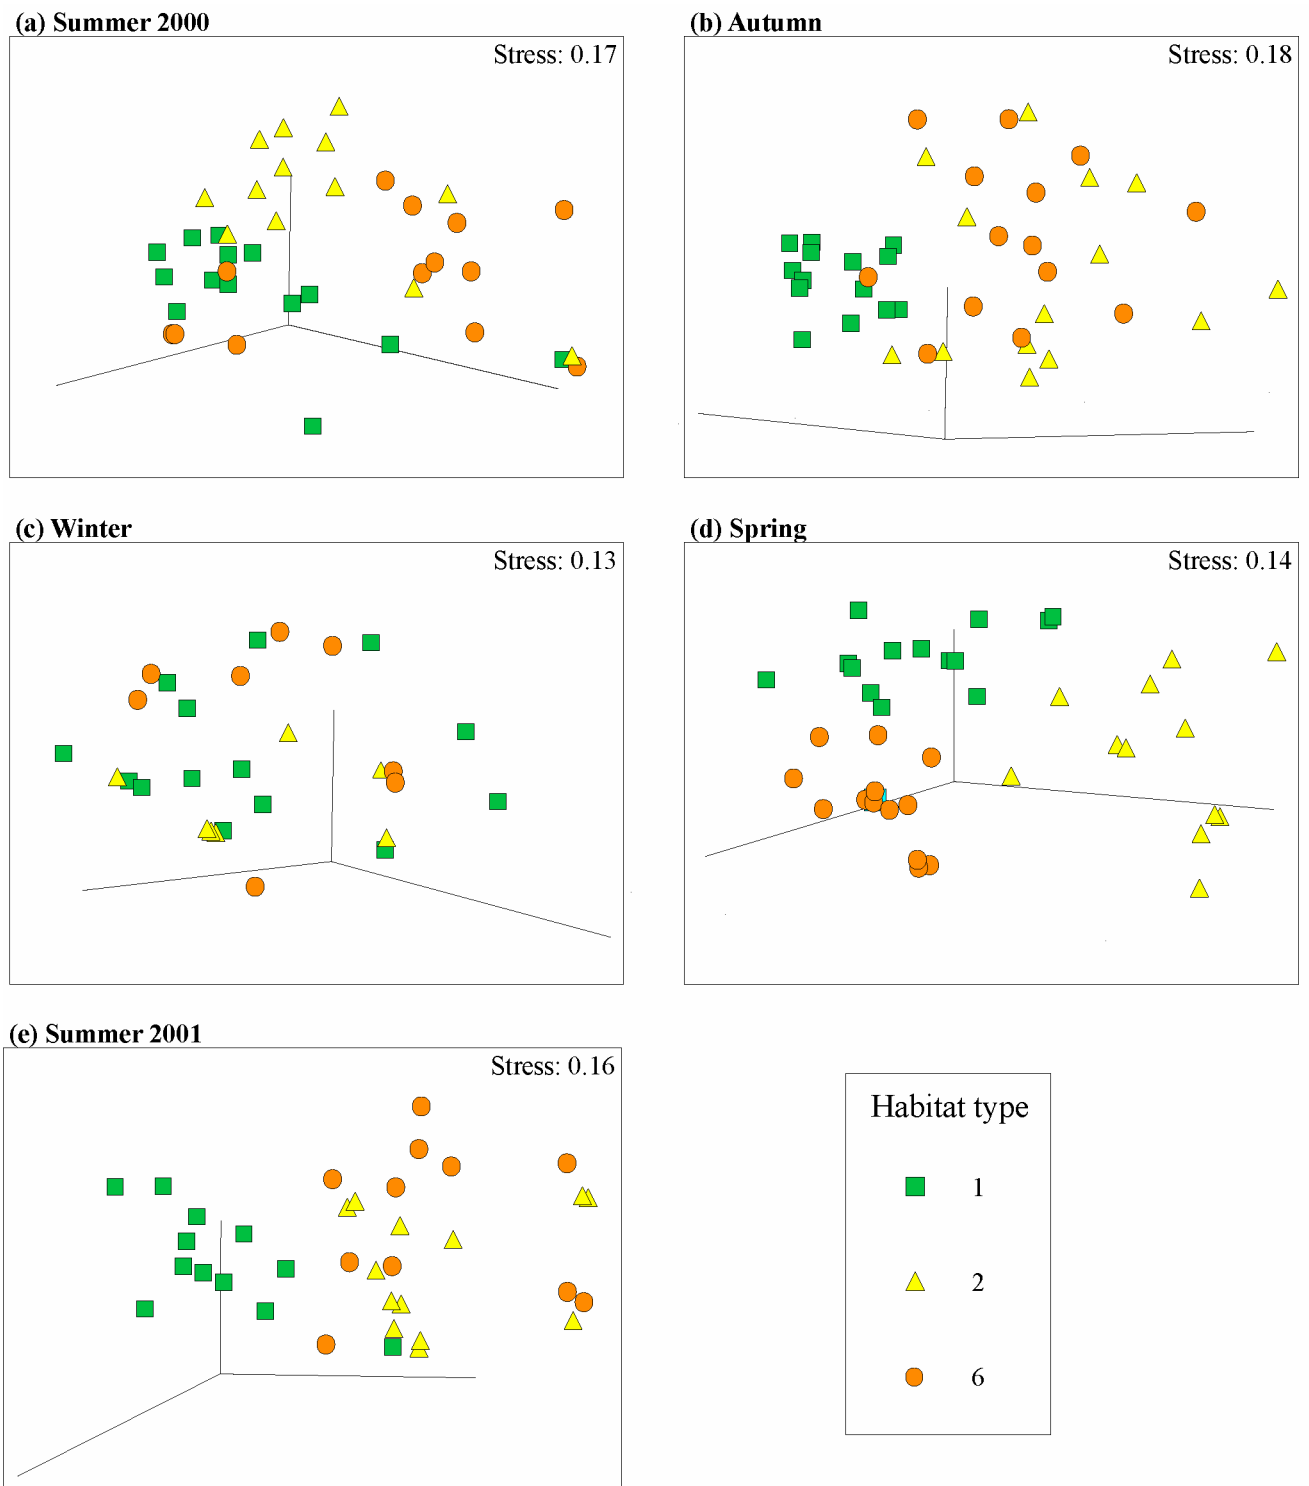 (a) Summer 2000
Stress: 0.17
(b) Autumn
Stress: 0.18
(c) Winter
Stress: 0.13
(d) Spring
Stress: 0.14
(e) Summer 2001
Stress: 0.16
Habitat type
1
2
6